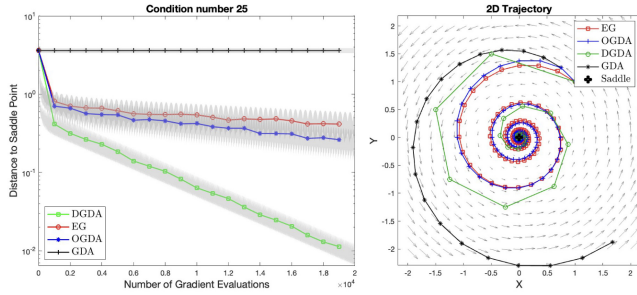 Condition number 25
Distance to Saddle Point
10^1
10^0
10^-1
10^-2
DGDA
EG
OGDA
GDA
0 0.2 0.4 0.6 0.8 1 1.2 1.4 1.6 1.8 2
×10^4
Number of Gradient Evaluations
2D Trajectory
Y
2
1.5
1
0.5
0
-0.5
-1
-1.5
-2
EG
OGDA
DGDA
GDA
Saddle
-2 -1.5 -1 -0.5 0 0.5 1 1.5 2
X